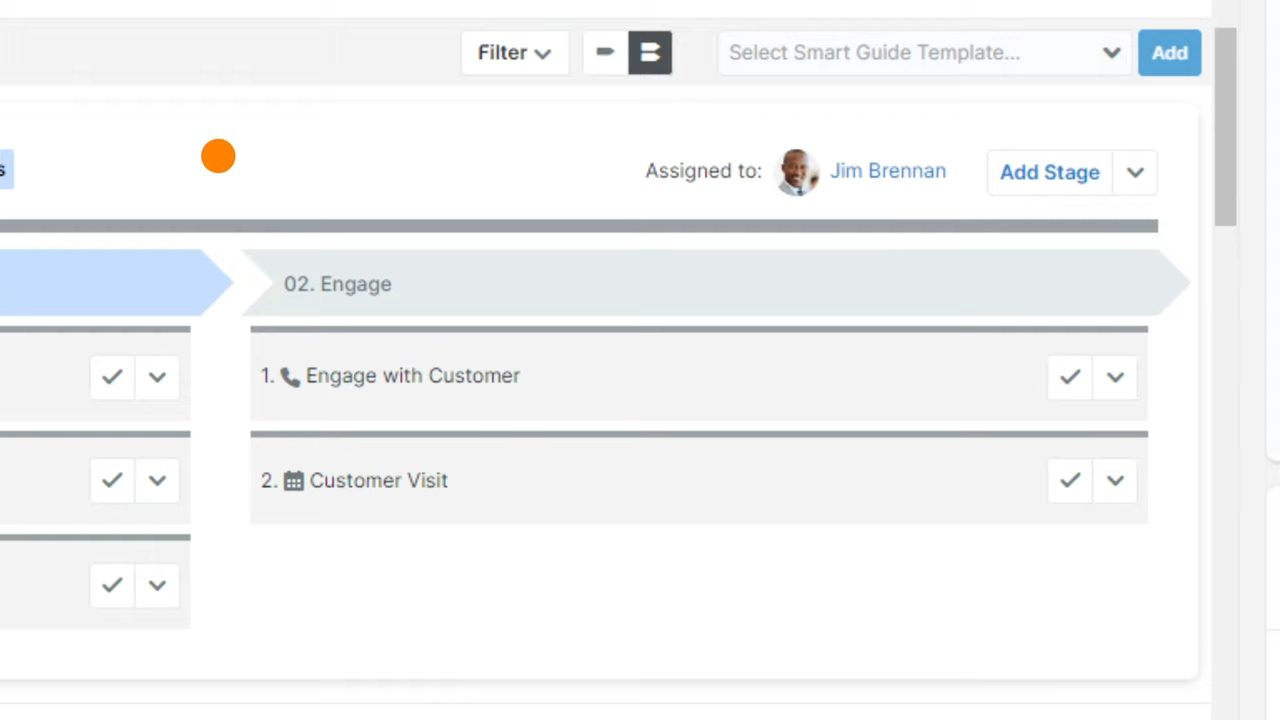 Filter
Select Smart Guide Template...
Add
s
Assigned to:
Jim Brennan
Add Stage
02. Engage
1. Engage with Customer
2. Customer Visit